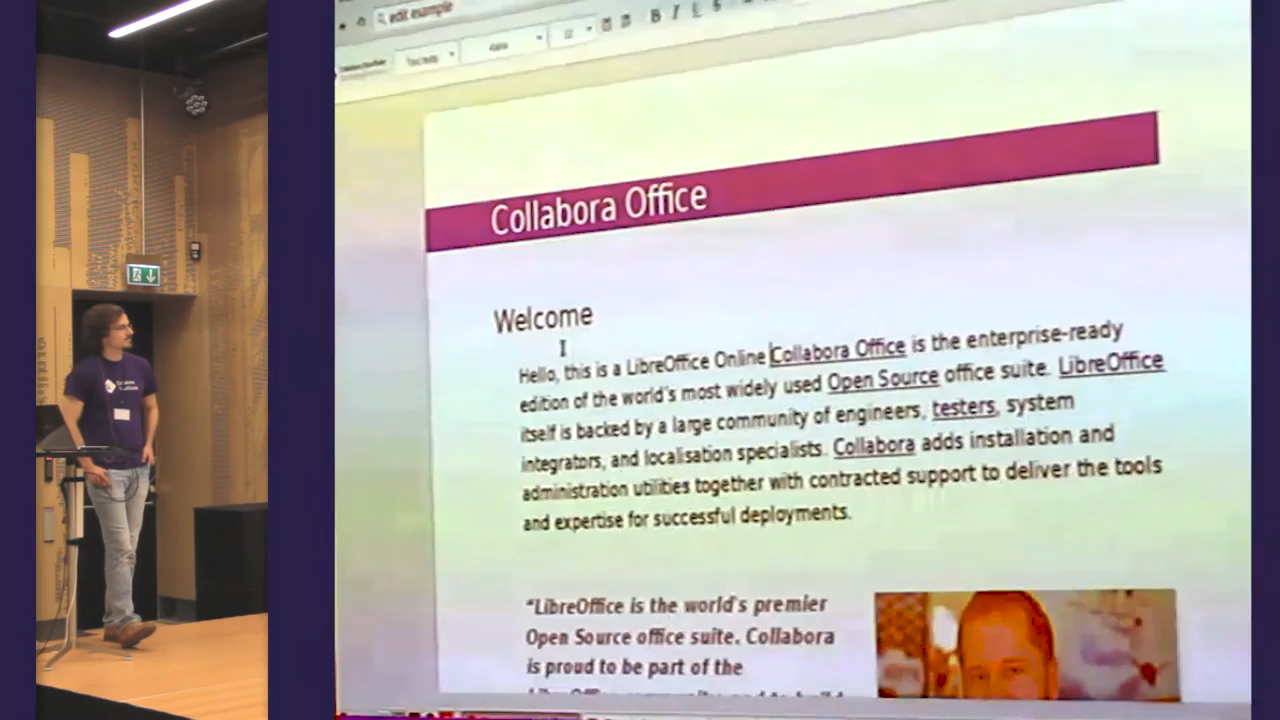 edit example
B I
Collabora Office
Welcome
Hello, this is a LibreOffice Online Collabora Office is the enterprise-ready
edition of the world's most widely used Open Source office suite. LibreOffice
itself is backed by a large community of engineers, testers, system
integrators, and localisation specialists. Collabora adds installation and
administration utilities together with contracted support to deliver the tools
and expertise for successful deployments.
"LibreOffice is the world's premier
Open Source office suite. Collabora
is proud to be part of the